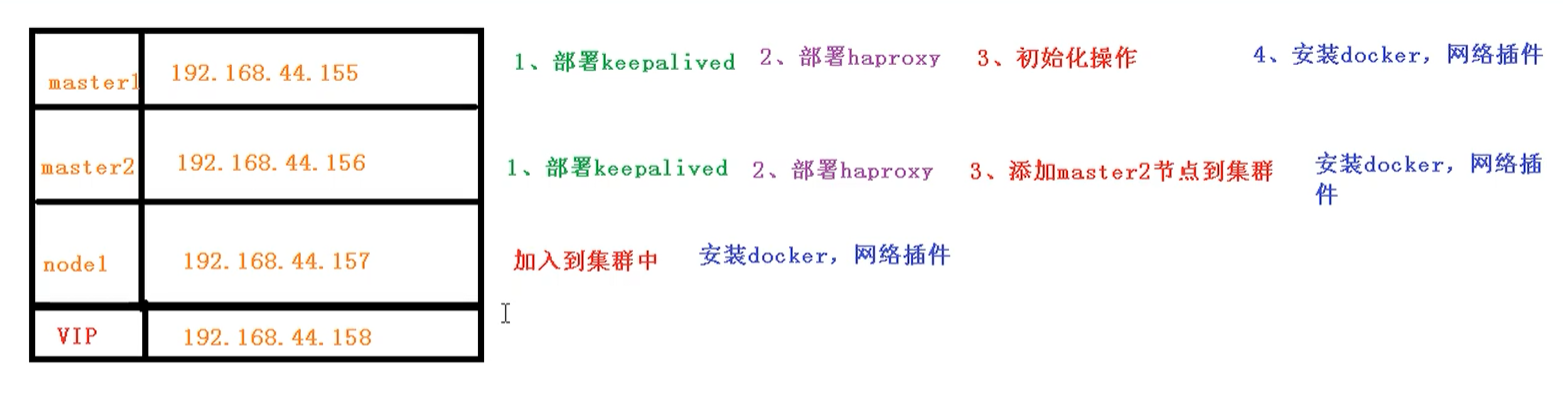 master1 192.168.44.155 1、部署keepalived 2、部署haproxy 3、初始化操作 4、安装docker，网络插件
master2 192.168.44.156 1、部署keepalived 2、部署haproxy 3、添加master2节点到集群 安装docker，网络插
件
node1 192.168.44.157 加入到集群中 安装docker，网络插件
VIP 192.168.44.158